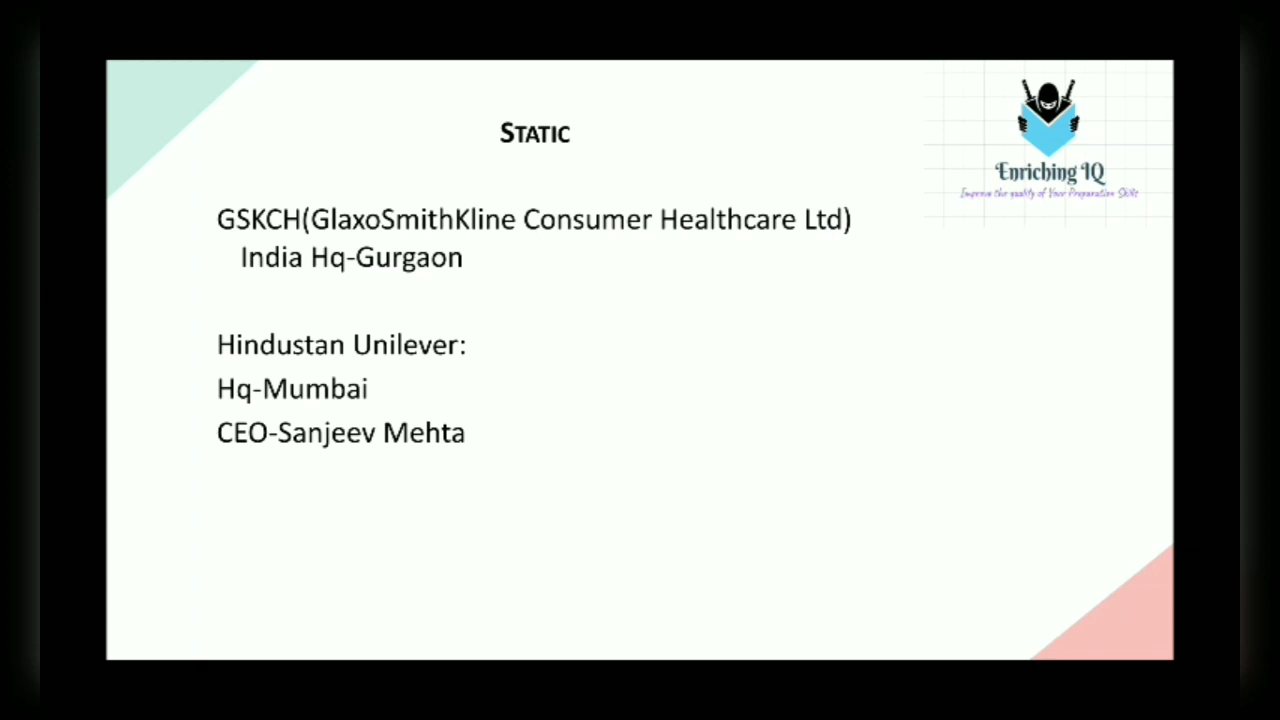 STATIC
Enriching IQ
Improve the quality of Your Preparation Skills
GSKCH(GlaxoSmithKline Consumer Healthcare Ltd)
India Hq-Gurgaon
Hindustan Unilever:
Hq-Mumbai
CEO-Sanjeev Mehta